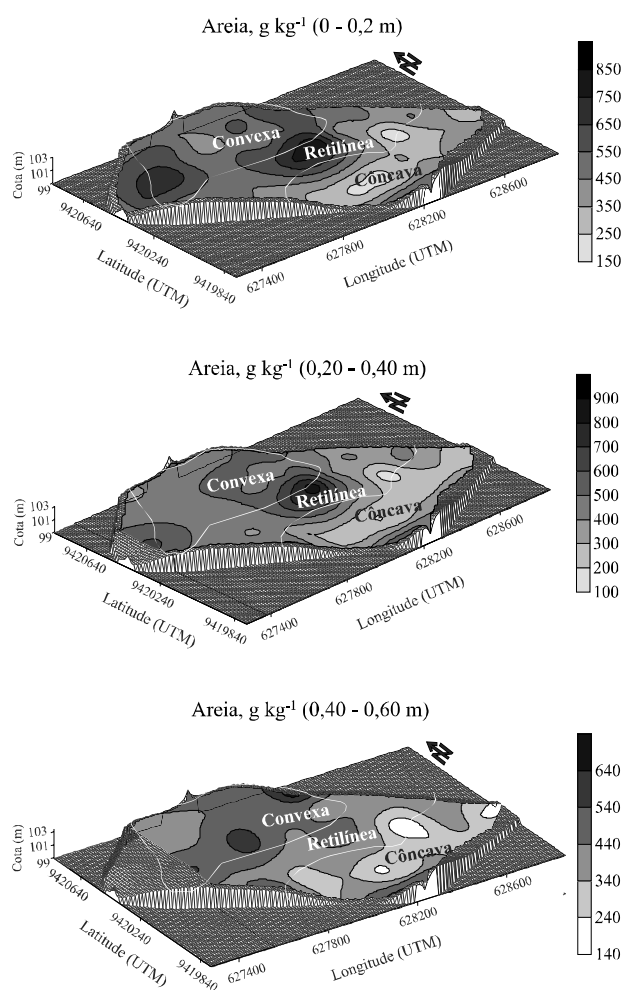 Areia, g kg-1 (0 - 0,2 m)
N
Convexa
Retilínea
Côncava
Cota (m)
103
101
99
9420640
9420240
9419840
Latitude (UTM)
627400
627800
628200
628600
Longitude (UTM)
850
750
650
550
450
350
250
150
Areia, g kg-1 (0,20 - 0,40 m)
N
Convexa
Retilínea
Côncava
Cota (m)
103
101
99
9420640
9420240
9419840
Latitude (UTM)
627400
627800
628200
628600
Longitude (UTM)
900
800
700
600
500
400
300
200
100
Areia, g kg-1 (0,40 - 0,60 m)
N
Convexa
Retilínea
Côncava
Cota (m)
103
101
99
9420640
9420240
9419840
Latitude (UTM)
627400
627800
628200
628600
Longitude (UTM)
640
540
440
340
240
140